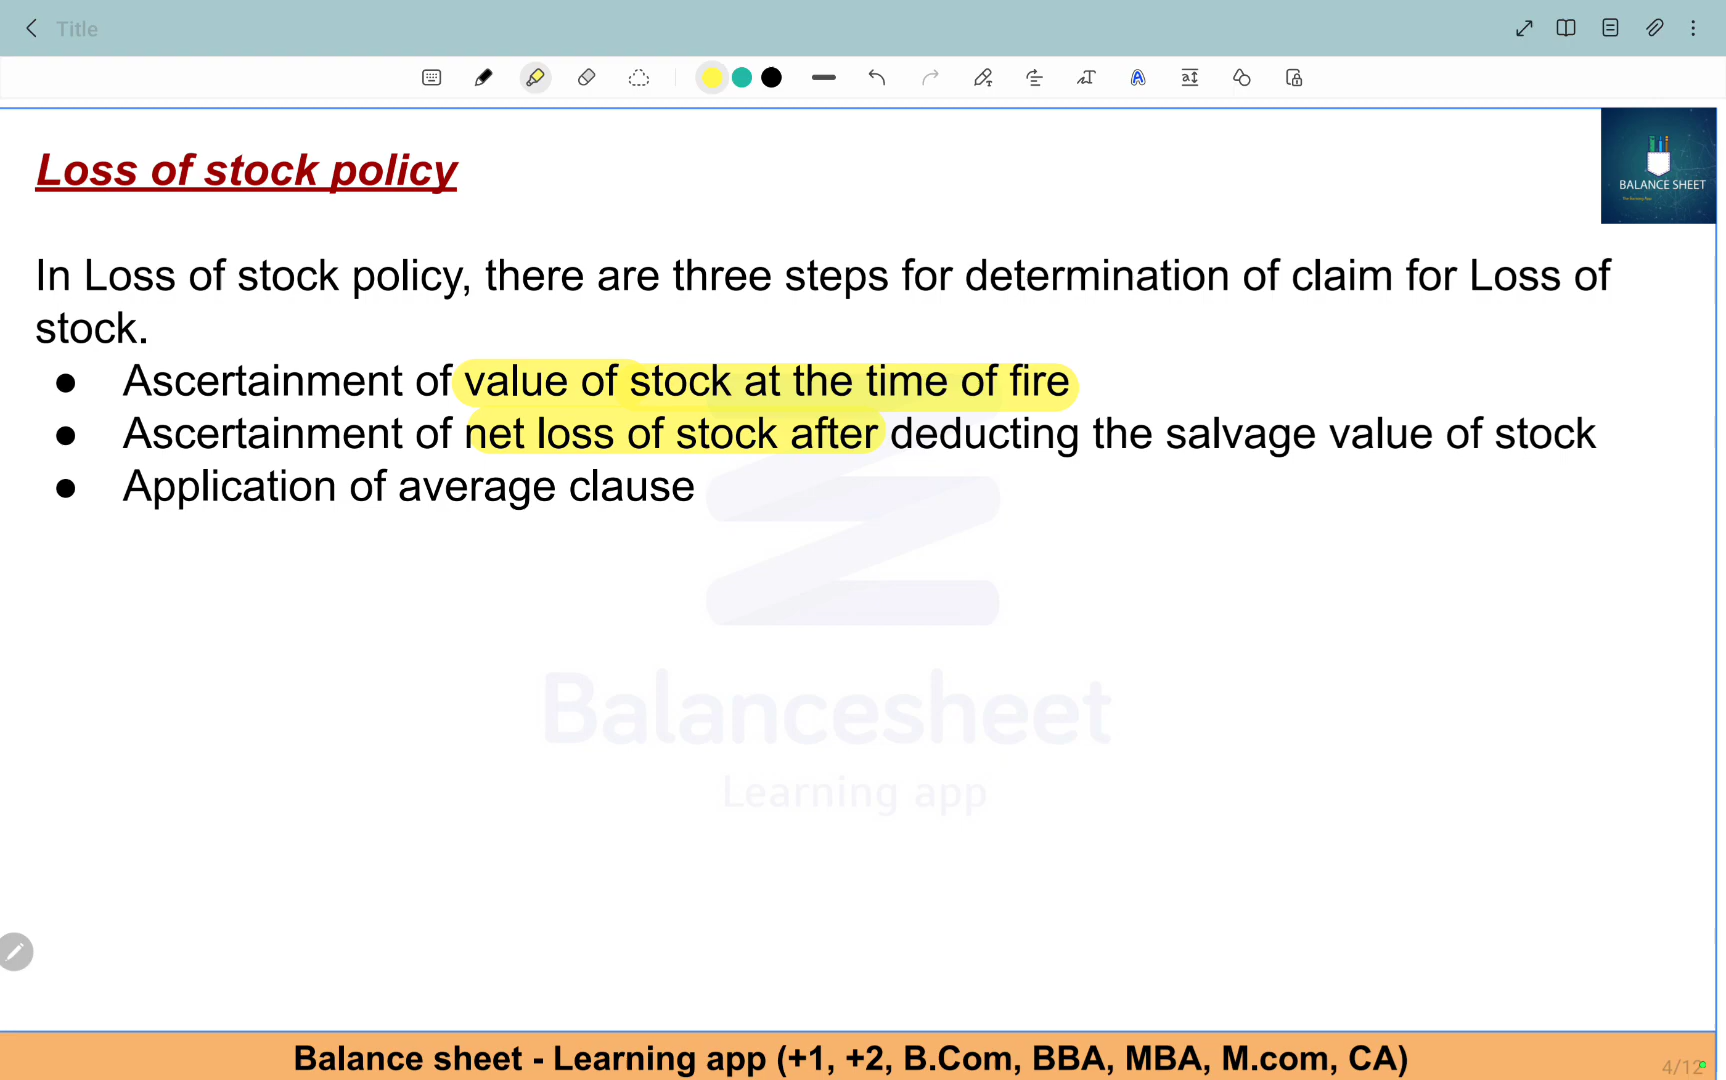 Title
Loss of stock policy
BALANCE SHEET
In Loss of stock policy, there are three steps for determination of claim for Loss of
stock.
● Ascertainment of value of stock at the time of fire
● Ascertainment of net loss of stock after deducting the salvage value of stock
● Application of average clause
Balancesheet
Learning app
Balance sheet - Learning app (+1, +2, B.Com, BBA, MBA, M.com, CA)
4/12